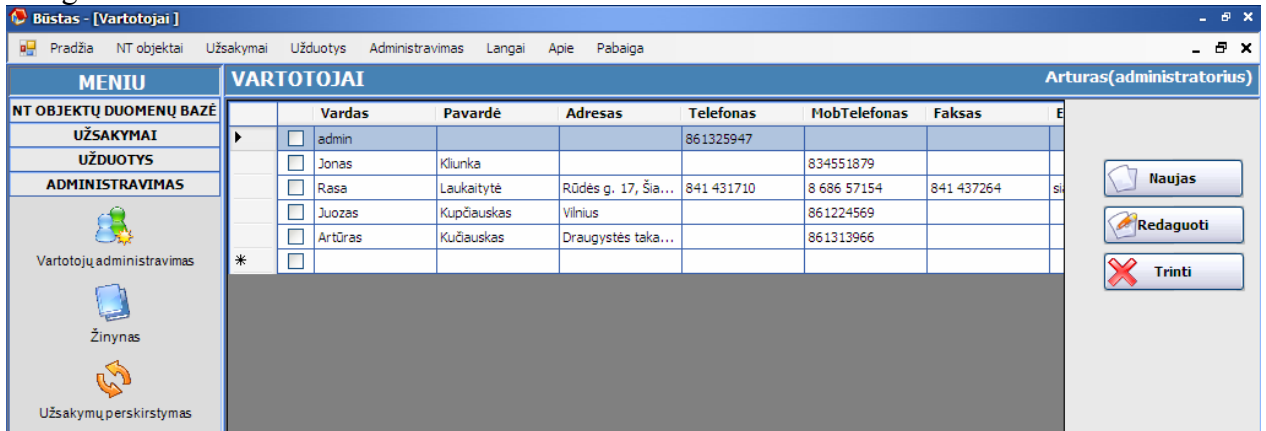 Būstas - [Vartotojai ]
Pradžia NT objektai Užsakymai Užduotys Administravimas Langai Apie Pabaiga
MENIU
VARTOTOJAI Arturas(administratorius)
NT OBJEKTŲ DUOMENŲ BAZĖ
UŽSAKYMAI
UŽDUOTYS
ADMINISTRAVIMAS
Vartotojų administravimas
Žinynas
Užsakymų perskirstymas
Vardas Pavardė Adresas Telefonas MobTelefonas Faksas E
admin 861325947
Jonas Kliunka 834551879
Rasa Laukaitytė Rūdės g. 17, Šia... 841 431710 8 686 57154 841 437264
Juozas Kupčiauskas Vilnius 861224569
Artūras Kučiauskas Draugystės taka... 861313966
Naujas
Redaguoti
Trinti